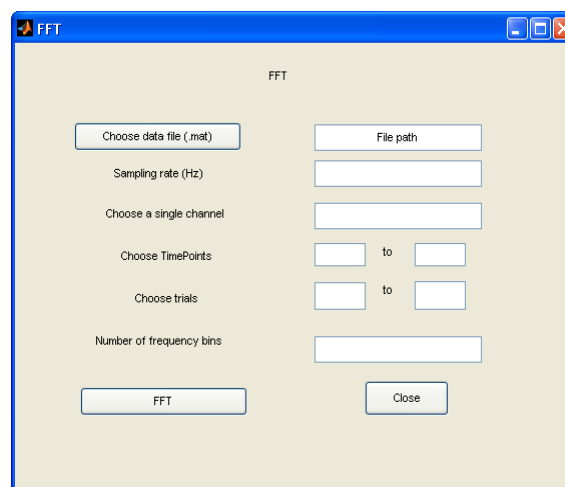 FFT
FFT
Choose data file (.mat) File path
Sampling rate (Hz)
Choose a single channel
Choose TimePoints to
Choose trials to
Number of frequency bins
FFT Close